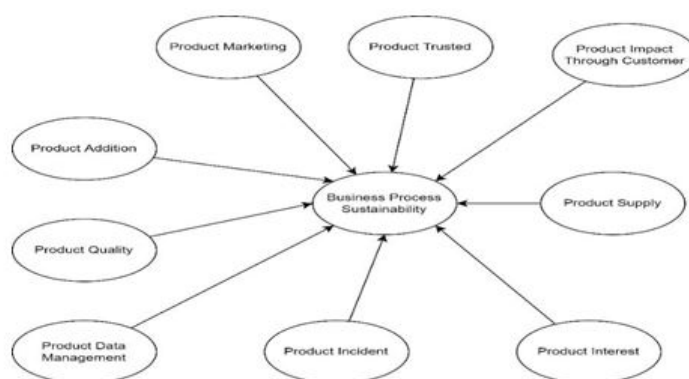 Product Marketing
Product Trusted
Product Impact
Through Customer
Product Addition
Business Process
Sustainability
Product Supply
Product Quality
Product Data
Management
Product Incident
Product Interest